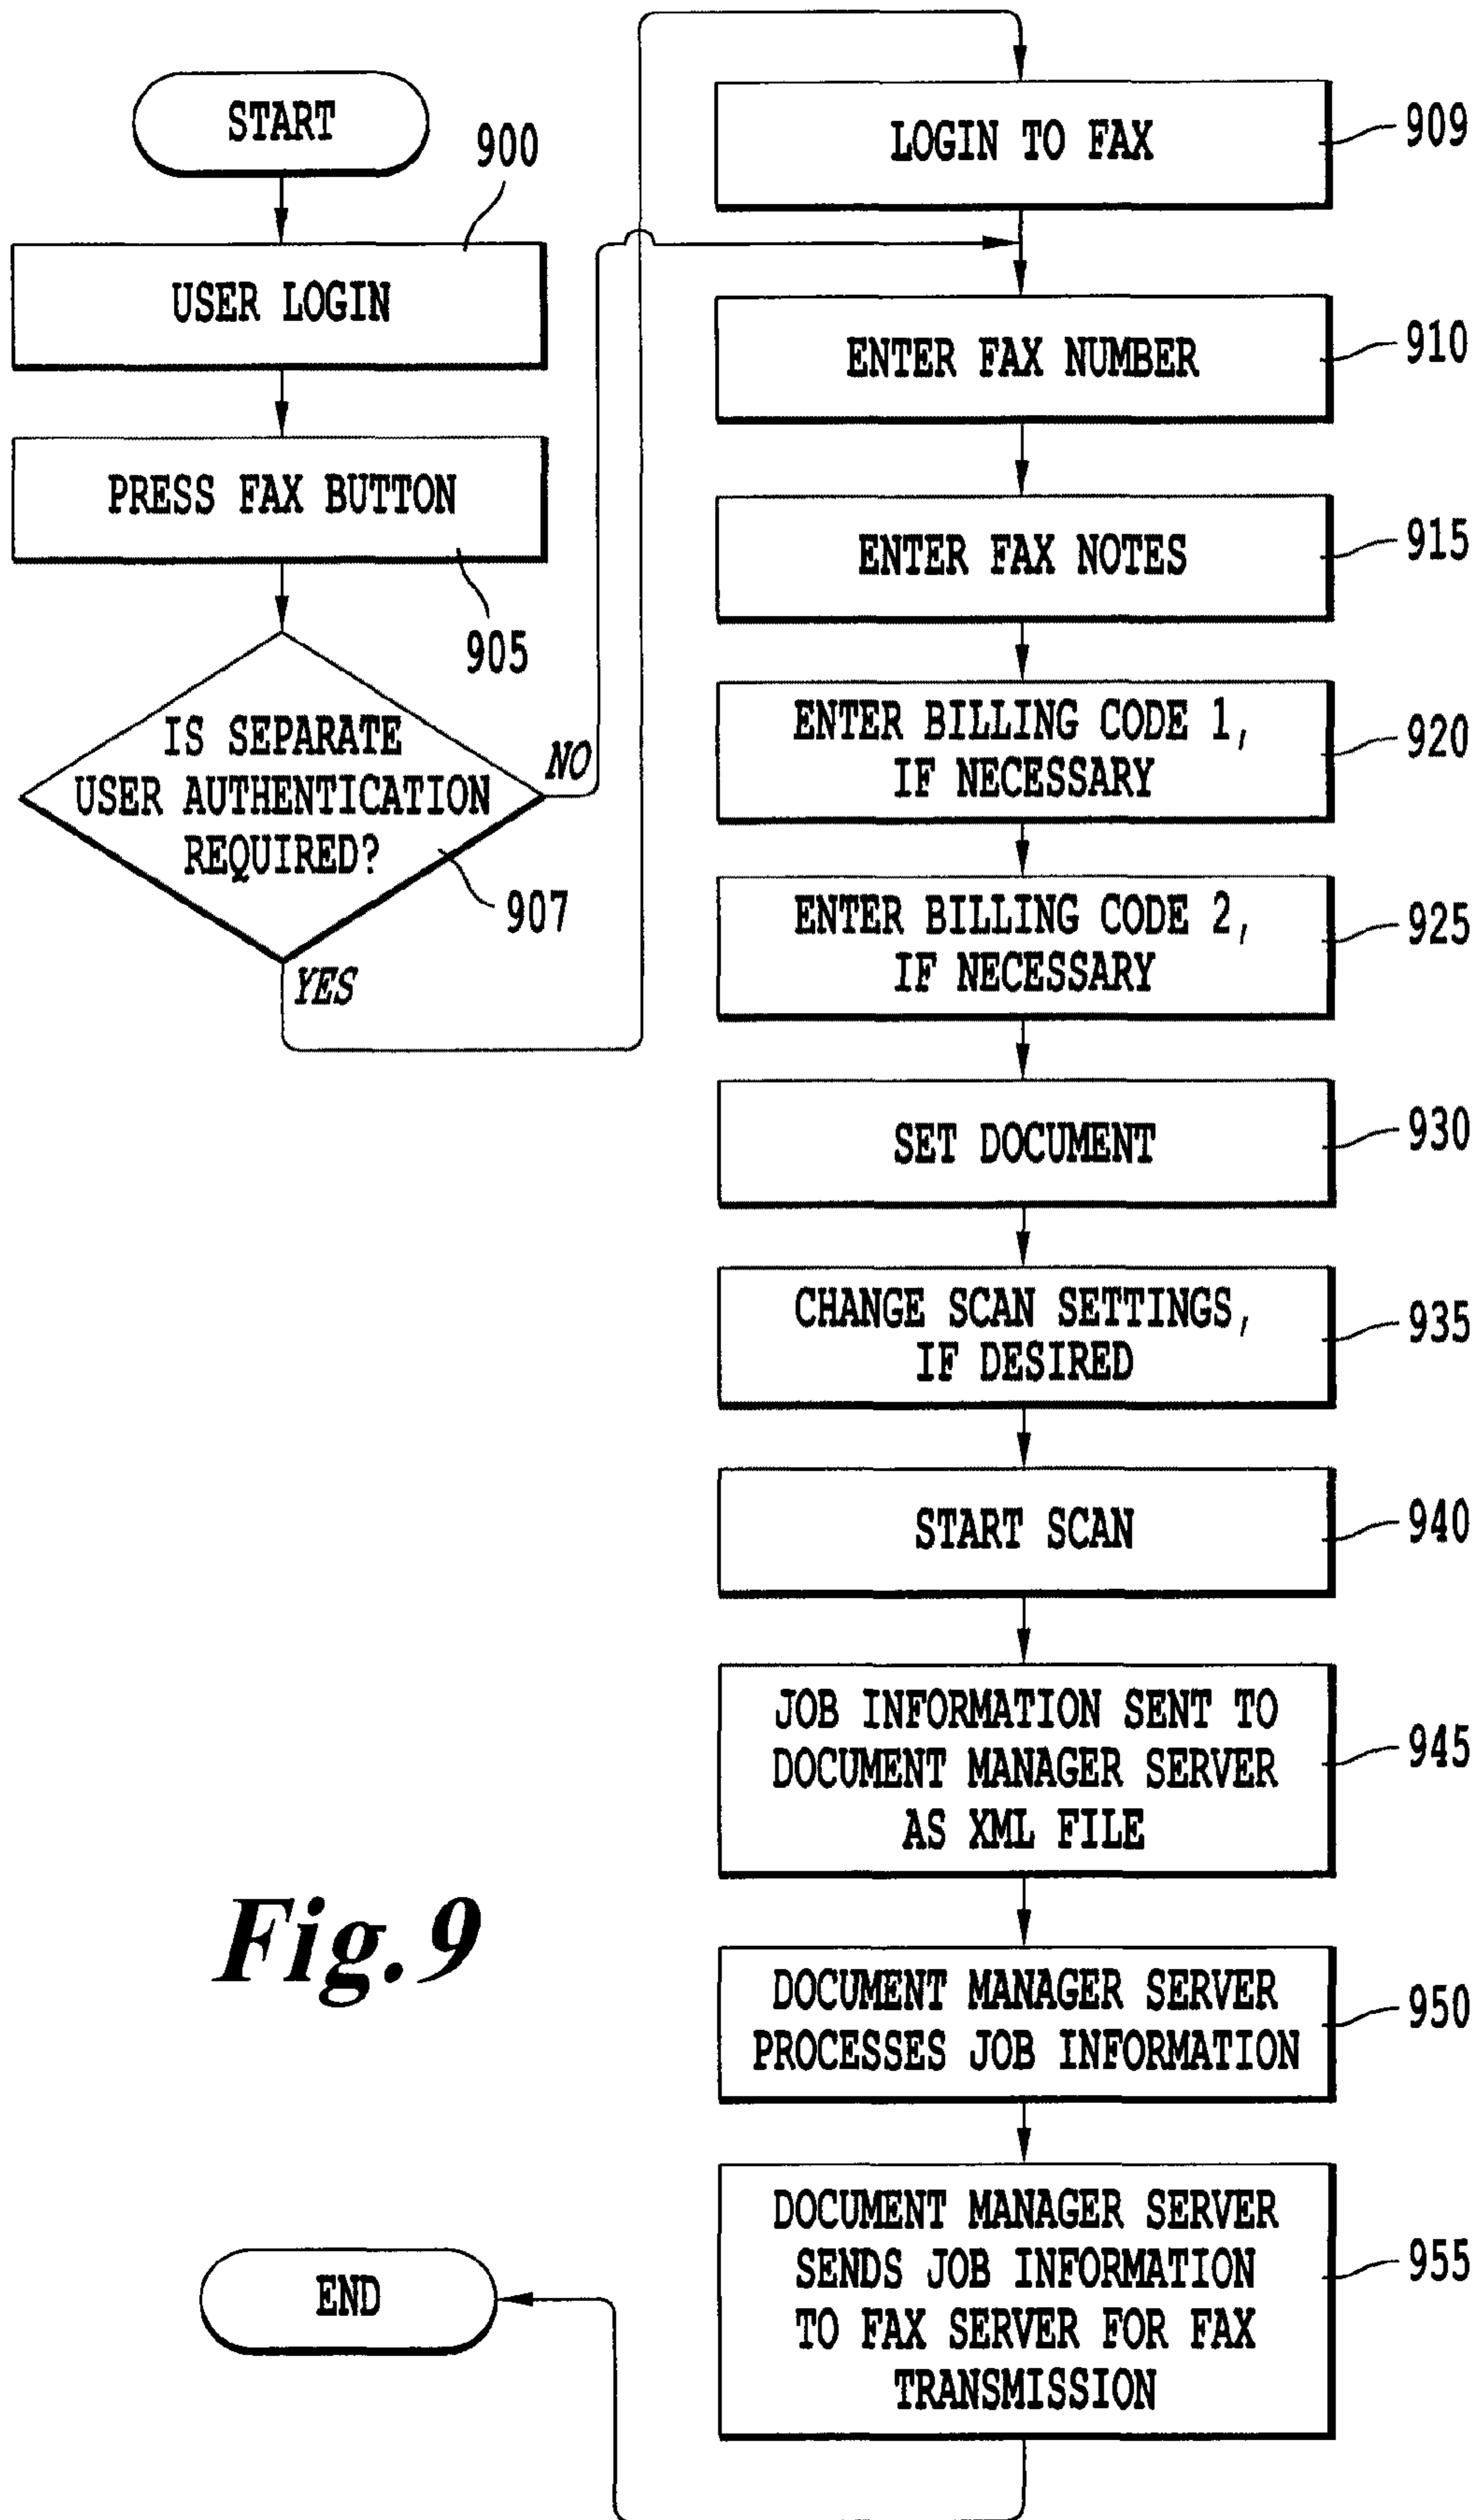 START
900
USER LOGIN
PRESS FAX BUTTON
905
IS SEPARATE
USER AUTHENTICATION
REQUIRED?
NO
907
YES
LOGIN TO FAX
909
ENTER FAX NUMBER
910
ENTER FAX NOTES
915
ENTER BILLING CODE 1,
IF NECESSARY
920
ENTER BILLING CODE 2,
IF NECESSARY
925
SET DOCUMENT
930
CHANGE SCAN SETTINGS,
IF DESIRED
935
START SCAN
940
JOB INFORMATION SENT TO
DOCUMENT MANAGER SERVER
AS XML FILE
945
DOCUMENT MANAGER SERVER
PROCESSES JOB INFORMATION
950
DOCUMENT MANAGER SERVER
SENDS JOB INFORMATION
TO FAX SERVER FOR FAX
TRANSMISSION
955
END
Fig.9